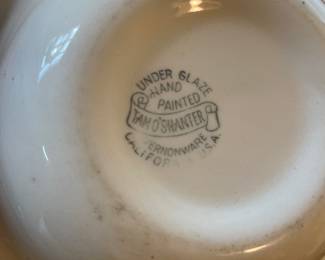 UNDER GLAZE
HAND
PAINTED
TAM O'SHANTER
VERNONWARE
CALIFORNIA U.S.A.